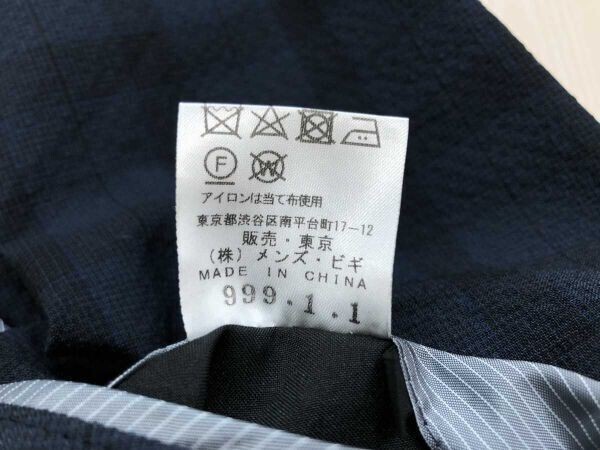 F W
アイロンは当て布使用
東京都渋谷区南平台町17-12
販売・東京
(株)メンズ・ビギ
MADE IN CHINA
999.1.1